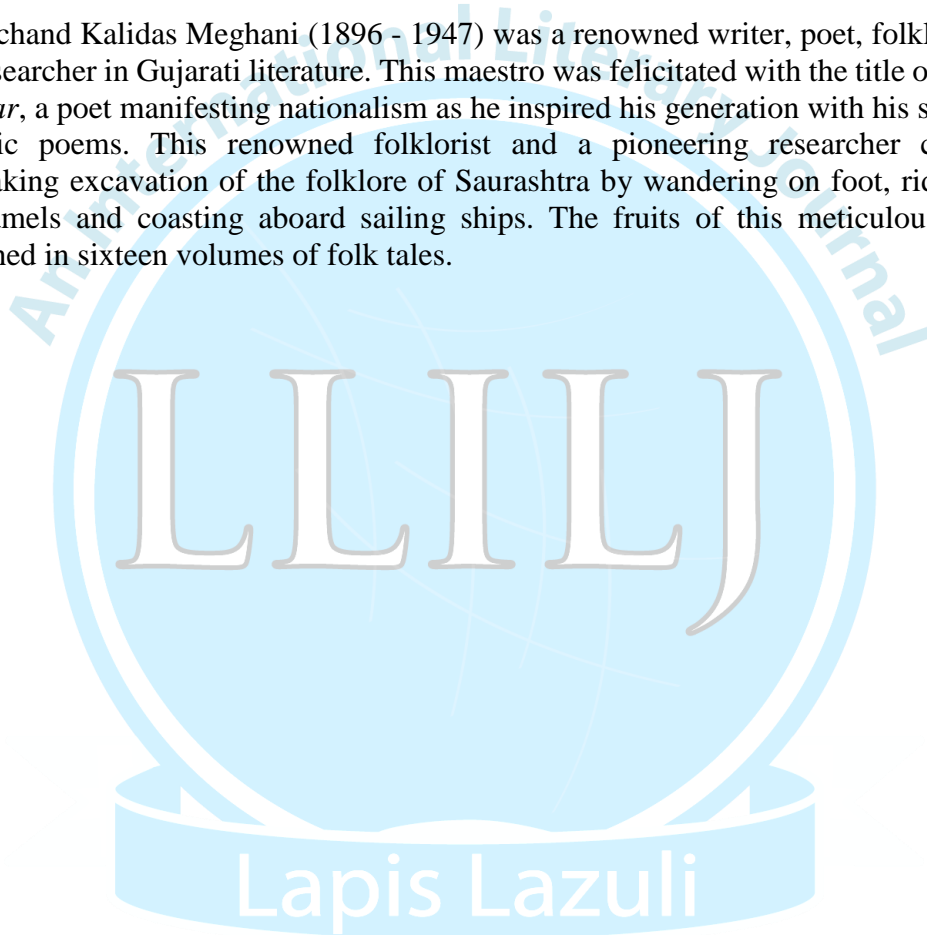 An International Literary Journal
chand Kalidas Meghani (1896 - 1947) was a renowned writer, poet, folkl
searcher in Gujarati literature. This maestro was felicitated with the title o
ar, a poet manifesting nationalism as he inspired his generation with his s
ic poems. This renowned folklorist and a pioneering researcher c
aking excavation of the folklore of Saurashtra by wandering on foot, ric
mels and coasting aboard sailing ships. The fruits of this meticulou
ned in sixteen volumes of folk tales.
LLILJ
Lapis Lazuli